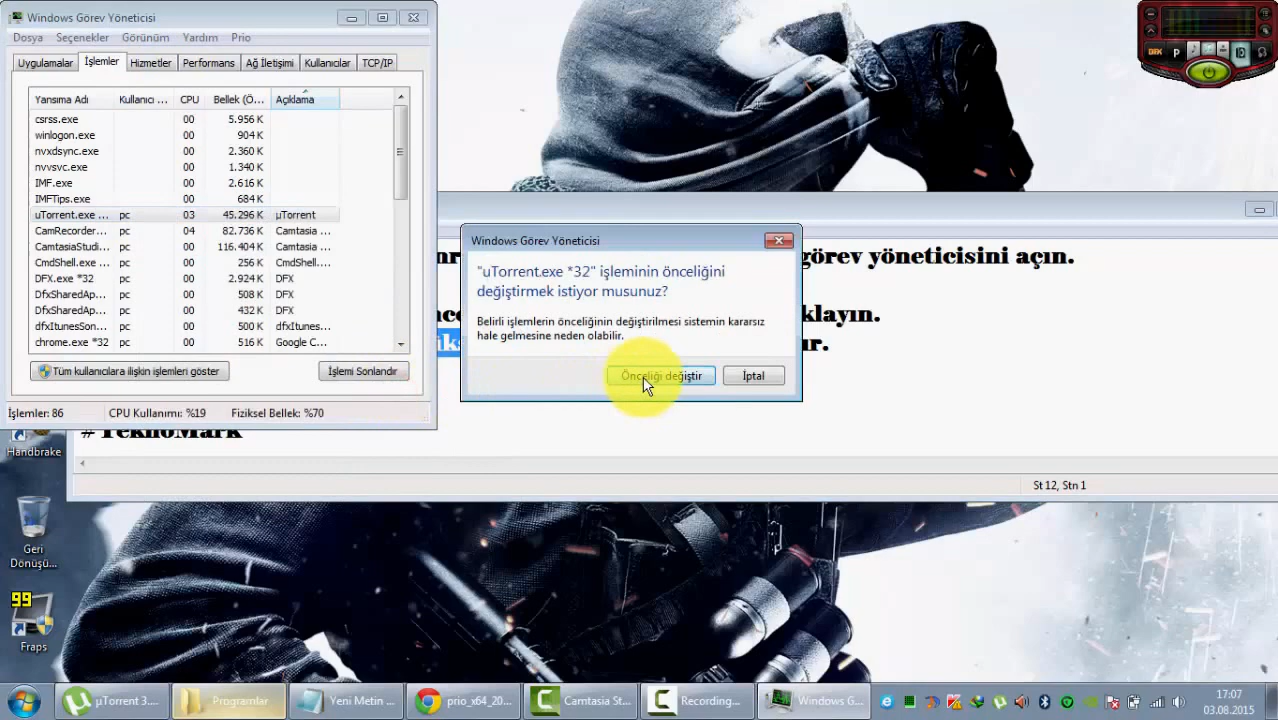 Windows Görev Yöneticisi
Dosya Seçenekler Görünüm Yardım Prio
Uygulamalar İşlemler Hizmetler Performans Ağ İletişimi Kullanıcılar TCP/IP
Yansıma Adı Kullanıcı ... CPU Bellek (Ö... Açıklama
csrss.exe 00 5.956 K
winlogon.exe 00 904 K
nvxdsync.exe 00 2.360 K
nvvsvc.exe 00 1.340 K
IMF.exe 00 2.616 K
IMFTips.exe 00 684 K
uTorrent.exe ... pc 03 45.296 K µTorrent
CamRecorder... pc 04 82.736 K Camtasia ...
CamtasiaStudi... pc 00 116.404 K Camtasia ...
CmdShell.exe ... pc 00 256 K CmdShell....
DFX.exe *32 pc 00 2.924 K DFX
DfxSharedAp... pc 00 508 K DFX
DfxSharedAp... pc 00 432 K DFX
dfxItunesSon... pc 00 500 K dfxItunes...
chrome.exe *32 pc 00 516 K Google C...
Tüm kullanıcılara ilişkin işlemleri göster İşlemi Sonlandır
İşlemler: 86 CPU Kullanımı: %19 Fiziksel Bellek: %70
DFX P 3D
görev yöneticisini açın.
klayın.
Windows Görev Yöneticisi
"uTorrent.exe *32" işleminin önceliğini
değiştirmek istiyor musunuz?
Belirli işlemlerin önceliğinin değiştirilmesi sistemin kararsız
hale gelmesine neden olabilir.
Önceliği değiştir İptal
#TeknoMark
St 12, Stn 1
Handbrake
Geri
Dönüşü...
99
Fraps
µTorrent 3.... Programlar Yeni Metin ... prio_x64_20... Camtasia St... Recording... Windows G...
17:07
03.08.2015